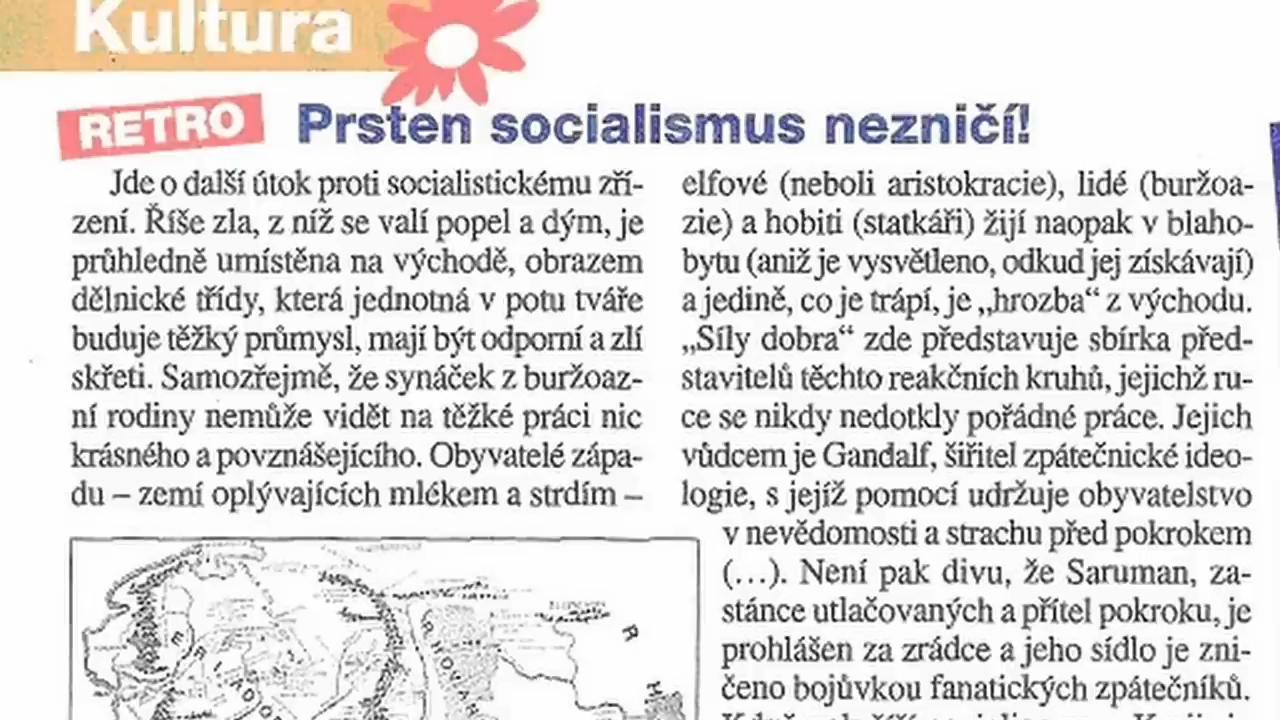 Kultura
RETRO Prsten socialismus nezničí!
Jde o další útok proti socialistickému zří-
zení. Říše zla, z níž se valí popel a dým, je
průhledně umístěna na východě, obrazem
dělnické třídy, která jednotná v potu tváře
buduje těžký průmysl, mají být odporní a zlí
skřeti. Samozřejmě, že synáček z buržoaz-
ní rodiny nemůže vidět na těžké práci nic
krásného a povznášejícího. Obyvatelé zápa-
du – zemí oplývajících mlékem a strdím –
elfové (neboli aristokracie), lidé (buržoa-
zie) a hobiti (statkáři) žijí naopak v blaho-
bytu (aniž je vysvětleno, odkud jej získávají)
a jedině, co je trápí, je „hrozba“ z východu.
„Síly dobra“ zde představuje sbírka před-
stavitelů těchto reakčních kruhů, jejichž ru-
ce se nikdy nedotkly pořádné práce. Jejich
vůdcem je Gandalf, šiřitel zpátečnické ideo-
logie, s jejíž pomocí udržuje obyvatelstvo
v nevědomosti a strachu před pokrokem
(…). Není pak divu, že Saruman, za-
stánce utlačovaných a přítel pokroku, je
prohlášen za zrádce a jeho sídlo je zni-
čeno bojůvkou fanatických zpátečníků.